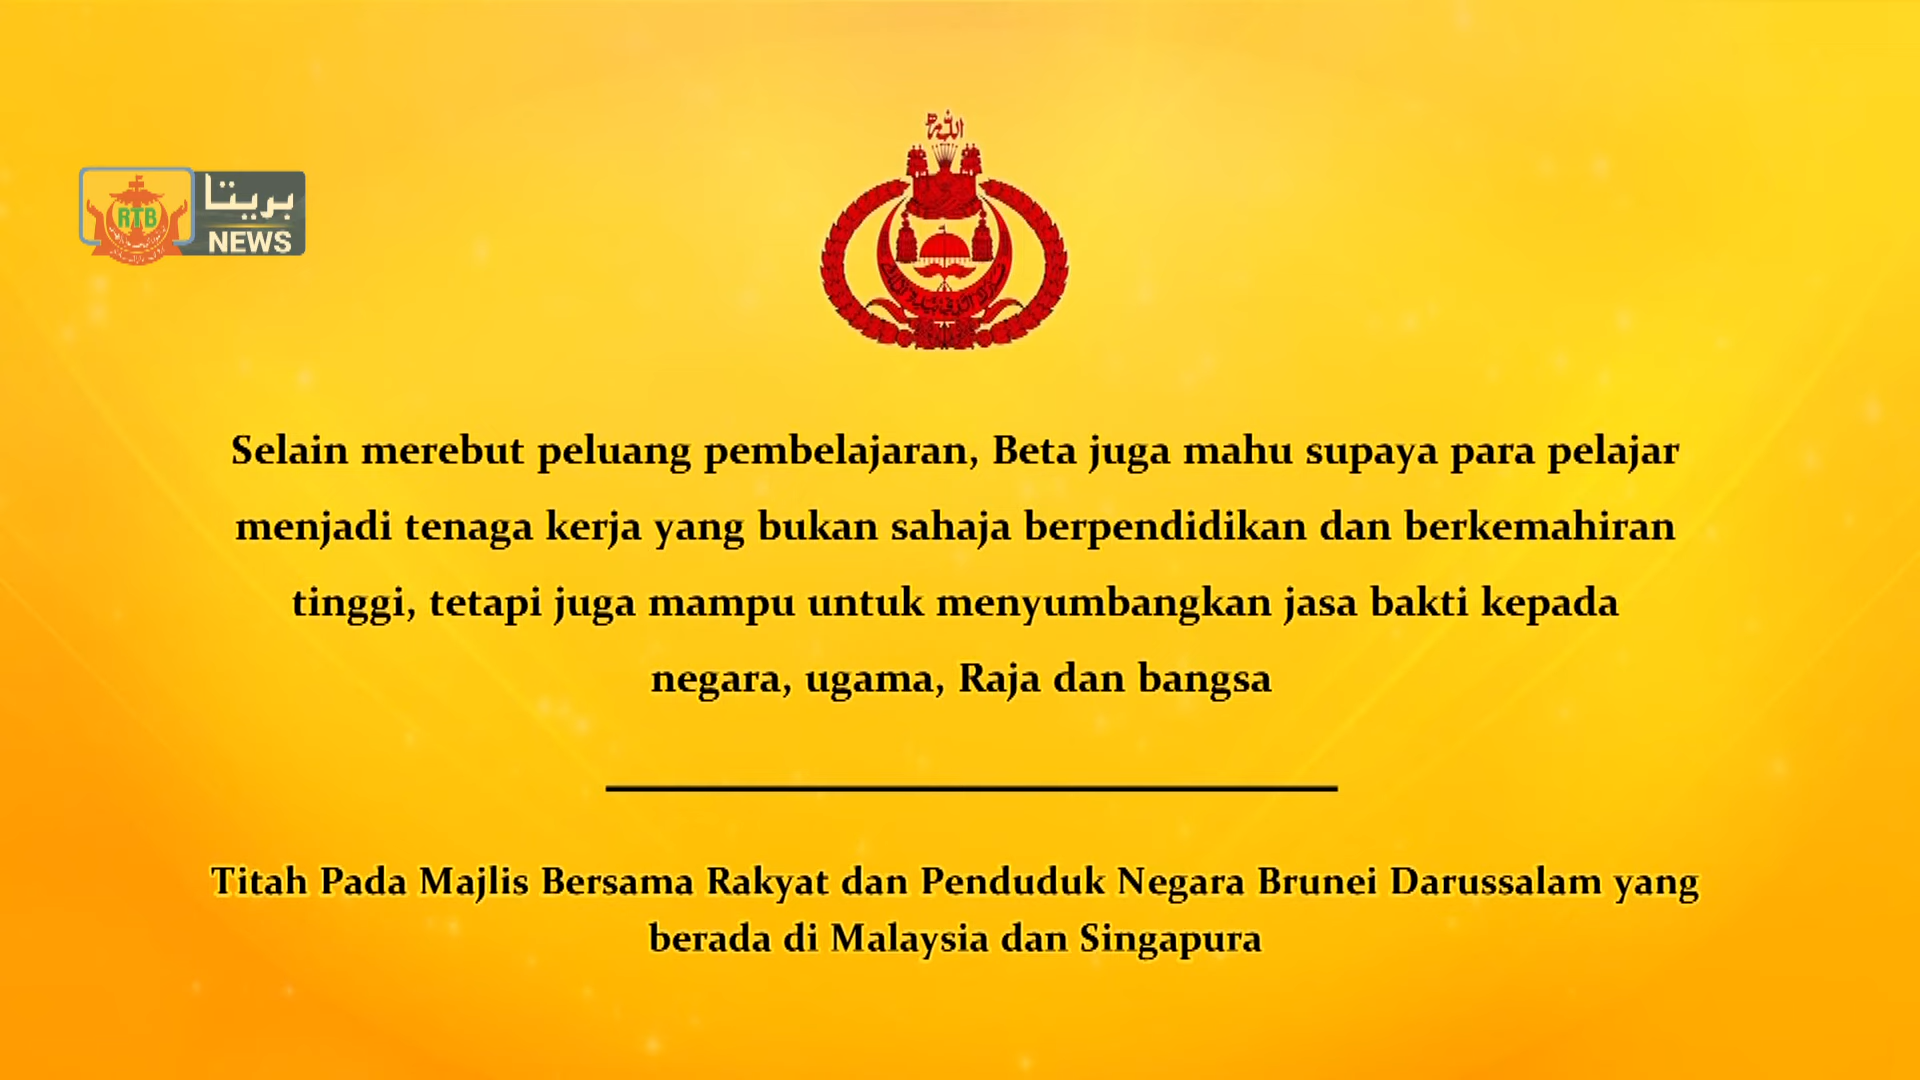 بريتا
RTB
NEWS
Selain merebut peluang pembelajaran, Beta juga mahu supaya para pelajar
menjadi tenaga kerja yang bukan sahaja berpendidikan dan berkemahiran
tinggi, tetapi juga mampu untuk menyumbangkan jasa bakti kepada
negara, ugama, Raja dan bangsa
Titah Pada Majlis Bersama Rakyat dan Penduduk Negara Brunei Darussalam yang
berada di Malaysia dan Singapura